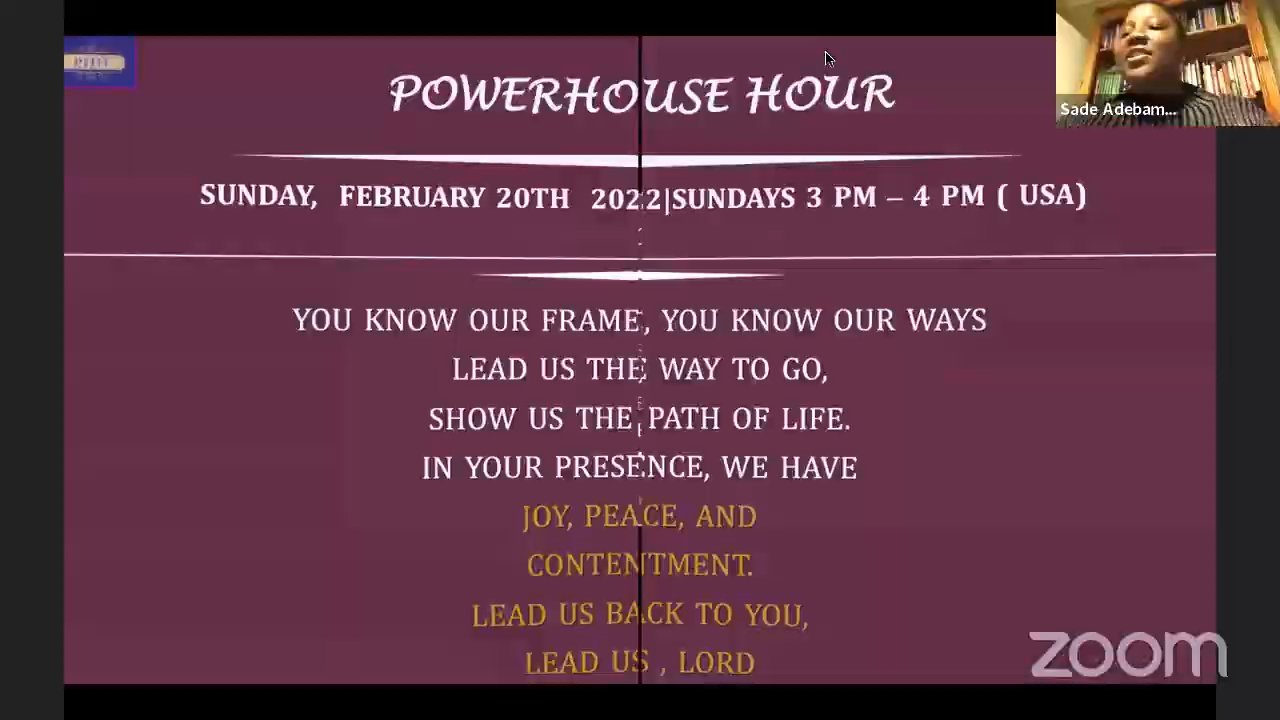 POWERHOUSE HOUR
Sade Adebam...
SUNDAY, FEBRUARY 20TH 2022|SUNDAYS 3 PM – 4 PM ( USA)
YOU KNOW OUR FRAME, YOU KNOW OUR WAYS
LEAD US THE WAY TO GO,
SHOW US THE PATH OF LIFE.
IN YOUR PRESENCE, WE HAVE
JOY, PEACE, AND
CONTENTMENT.
LEAD US BACK TO YOU,
LEAD US , LORD
zoom